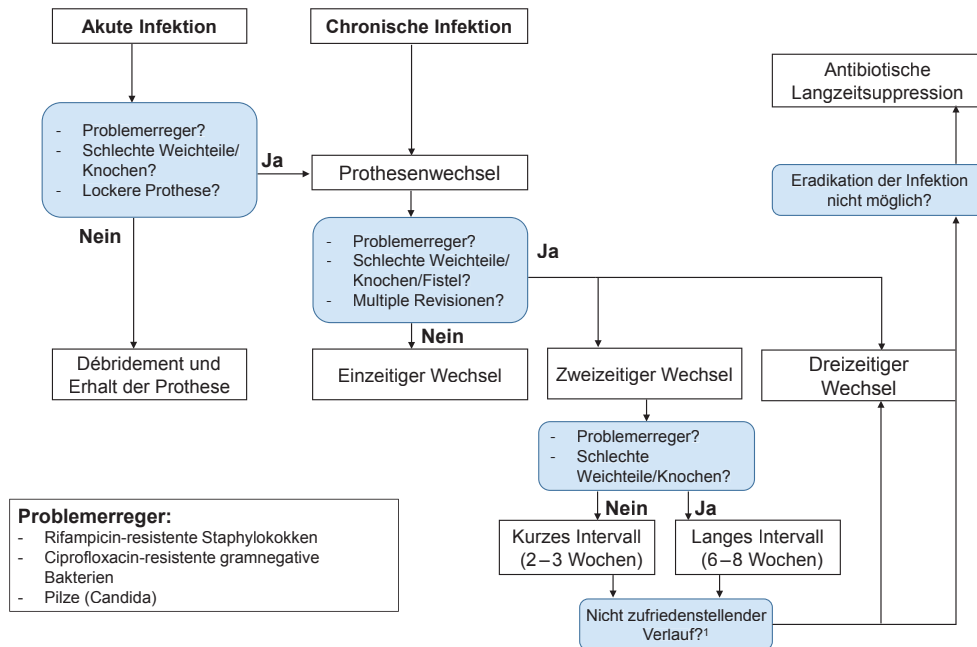 Akute Infektion
Chronische Infektion
Antibiotische
Langzeitsuppression
- Problemerreger?
- Schlechte Weichteile/
Knochen?
- Lockere Prothese?
Ja
Prothesenwechsel
Eradikation der Infektion
nicht möglich?
Nein
- Problemerreger?
- Schlechte Weichteile/
Knochen/Fistel?
- Multiple Revisionen?
Ja
Nein
Débridement und
Erhalt der Prothese
Einzeitiger Wechsel
Zweizeitiger Wechsel
Dreizeitiger
Wechsel
- Problemerreger?
- Schlechte
Weichteile/Knochen?
Nein
Ja
Kurzes Intervall
(2–3 Wochen)
Langes Intervall
(6–8 Wochen)
Nicht zufriedenstellender
Verlauf?¹
Problemerreger:
- Rifampicin-resistente Staphylokokken
- Ciprofloxacin-resistente gramnegative
Bakterien
- Pilze (Candida)